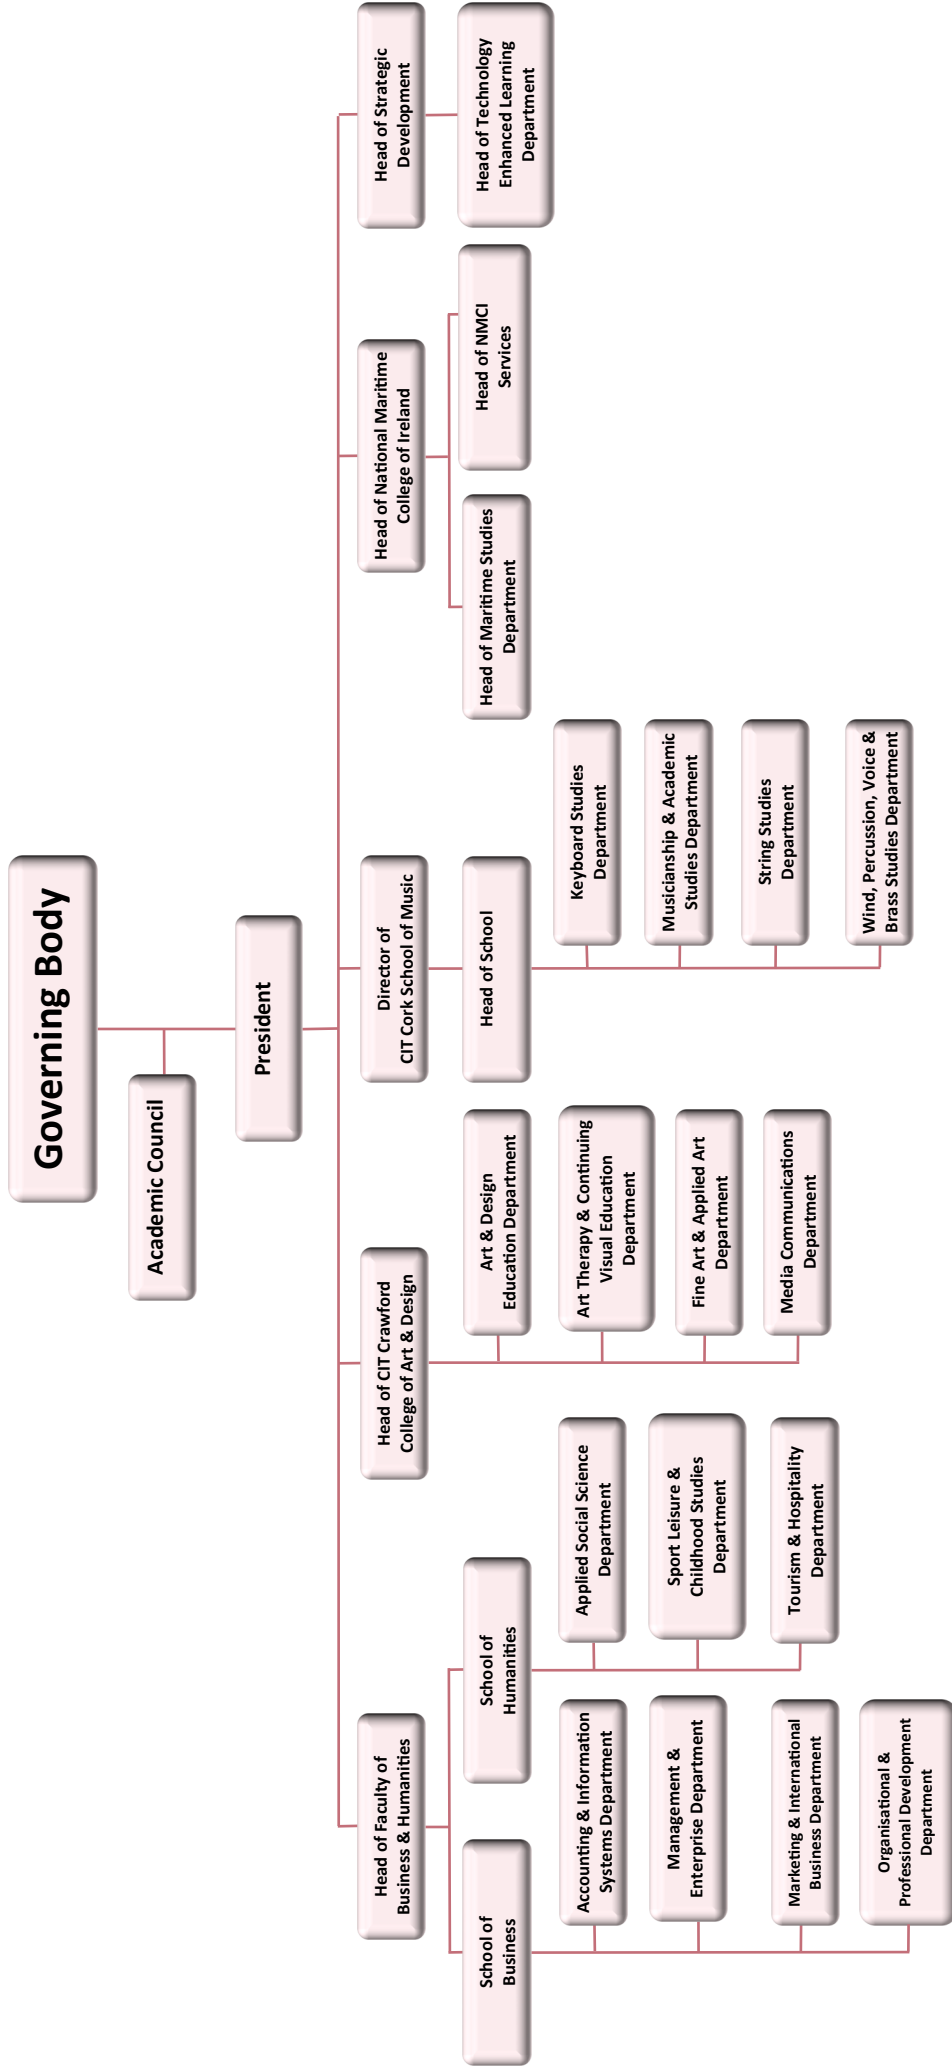 Governing Body
Academic Council
President
Head of Faculty of
Business & Humanities
Head of CIT Crawford
College of Art & Design
Director of
CIT Cork School of Music
Head of National Maritime
College of Ireland
Head of Strategic
Development
School of
Business
School of
Humanities
Head of School
Head of Maritime Studies
Department
Head of NMCI
Services
Head of Technology
Enhanced Learning
Department
Accounting & Information
Systems Department
Management &
Enterprise Department
Marketing & International
Business Department
Organisational &
Professional Development
Department
Applied Social Science
Department
Sport Leisure &
Childhood Studies
Department
Tourism & Hospitality
Department
Art & Design
Education Department
Art Therapy & Continuing
Visual Education
Department
Fine Art & Applied Art
Department
Media Communications
Department
Keyboard Studies
Department
Musicianship & Academic
Studies Department
String Studies
Department
Wind, Percussion, Voice &
Brass Studies Department